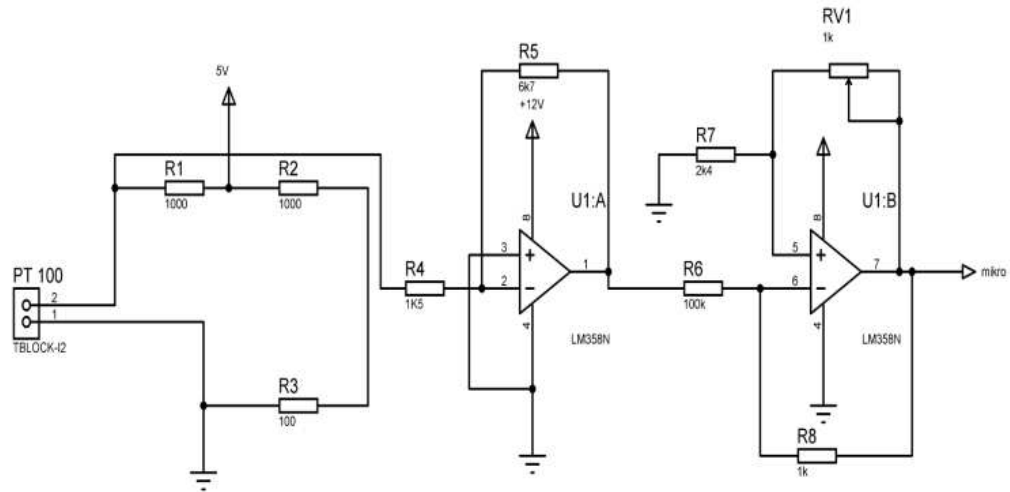 RV1
1k
R5
6k7
+12V
5V
R7
2k4
R1
1000
R2
1000
U1:A
U1:B
8
8
3
2
1
5
6
7
4
4
PT 100
2
1
TBLOCK-I2
R4
1K5
R6
100k
mikro
LM358N
LM358N
R3
100
R8
1k